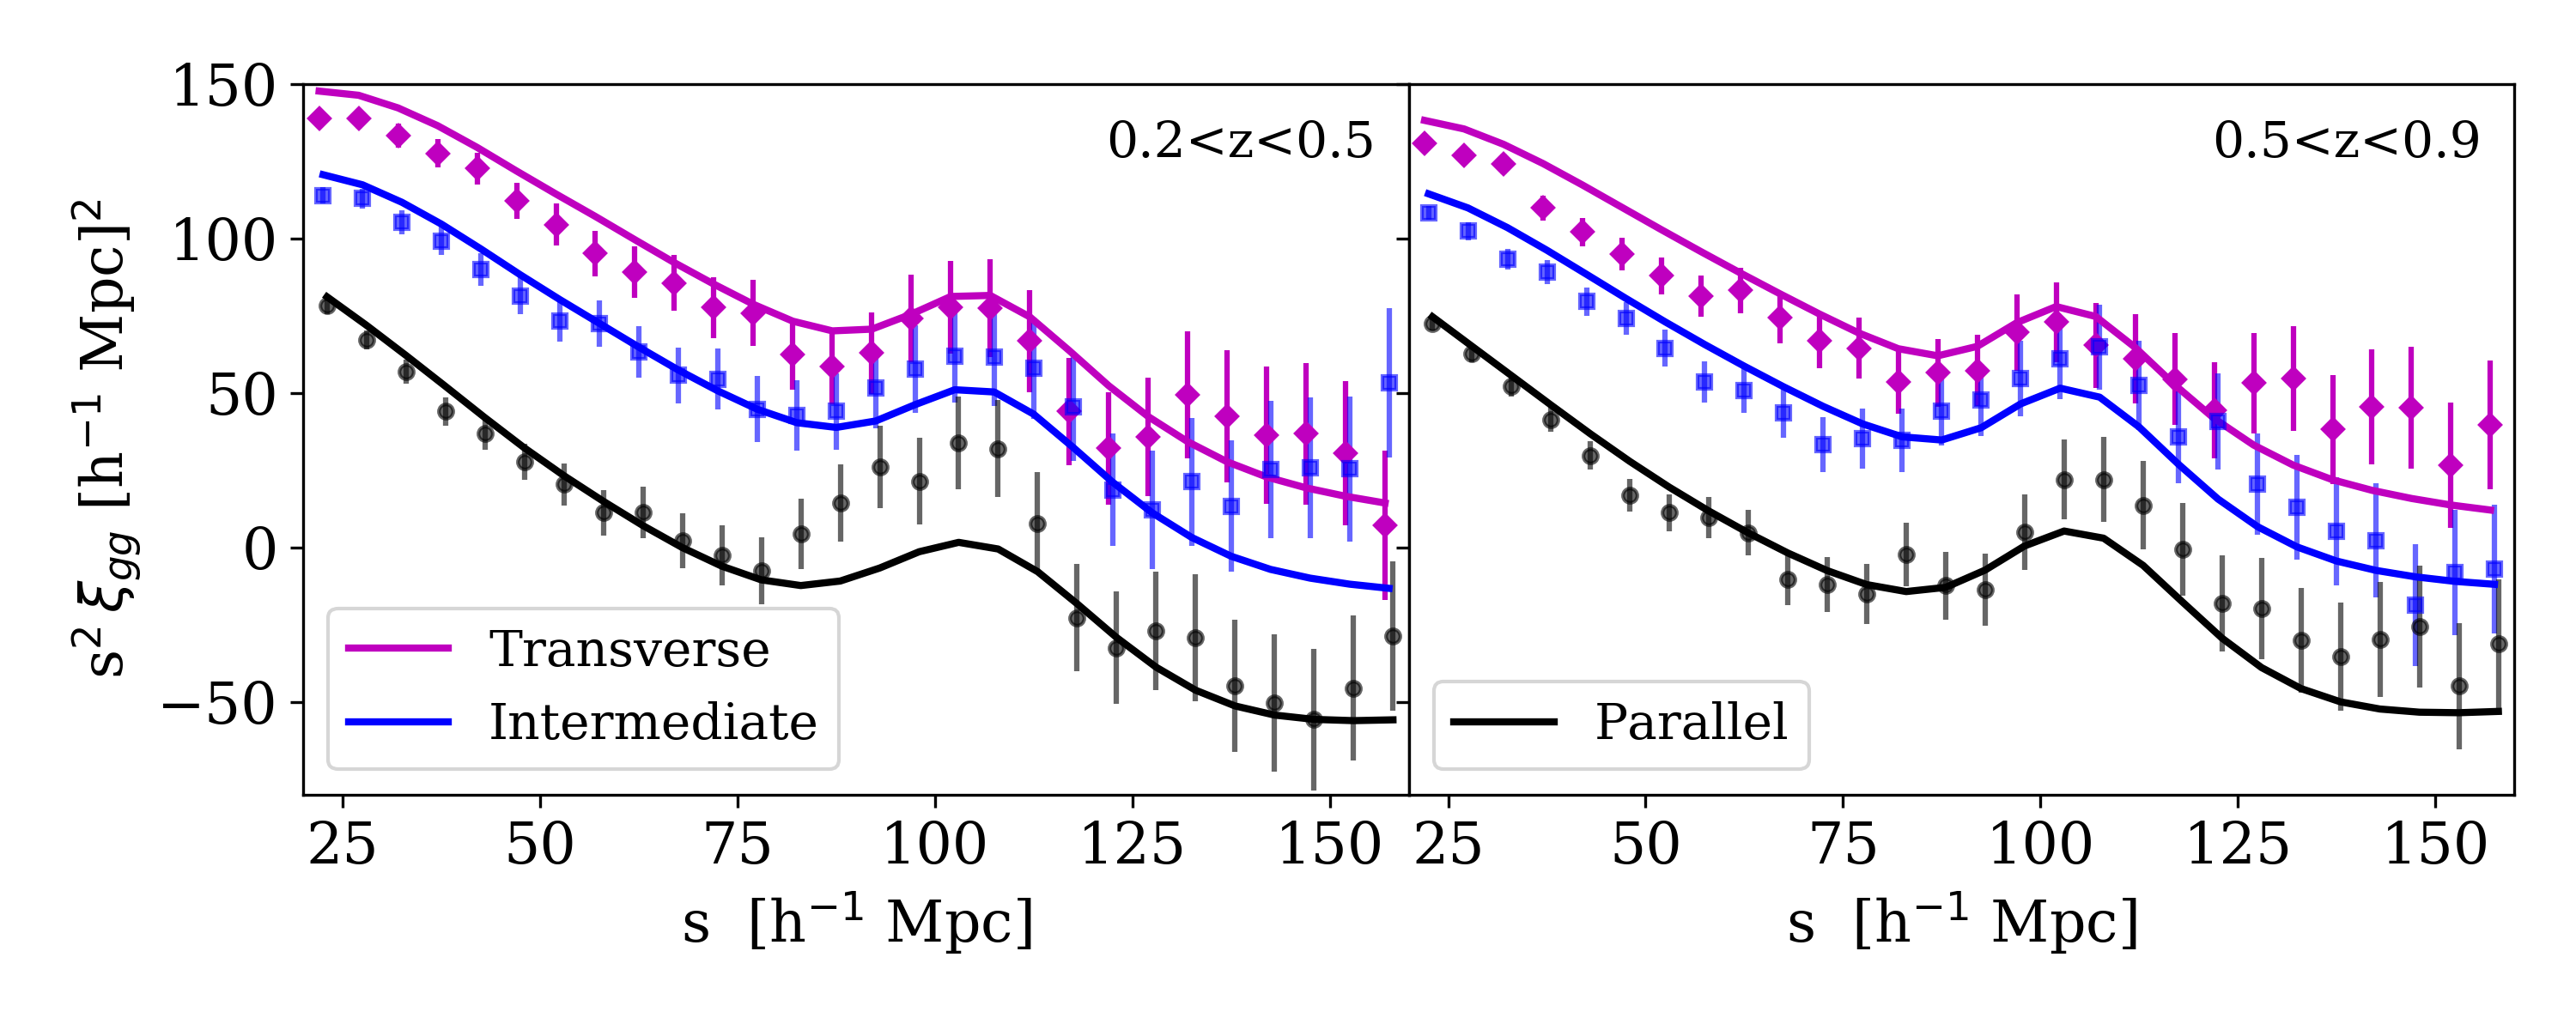 s² ξgg [h⁻¹ Mpc]²
150
100
50
0
−50
0.2<z<0.5
0.5<z<0.9
Transverse
Intermediate
Parallel
25 50 75 100 125 150
25 50 75 100 125 150
s [h⁻¹ Mpc]
s [h⁻¹ Mpc]